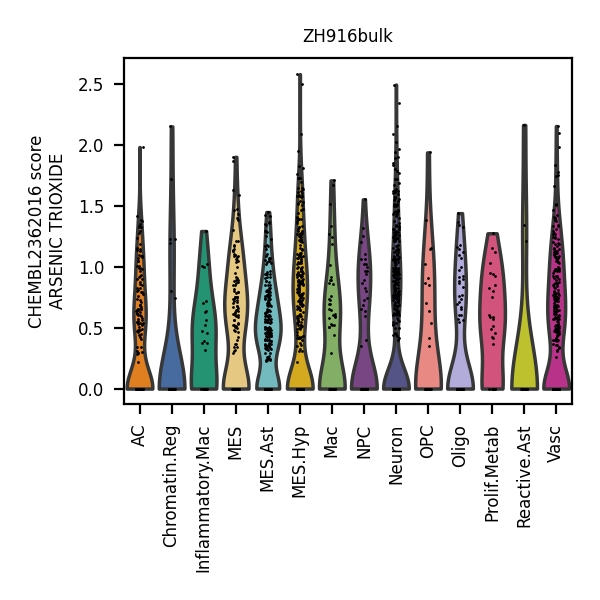 ZH916bulk
CHEMBL2362016 score
ARSENIC TRIOXIDE
2.5
2.0
1.5
1.0
0.5
0.0
AC
Chromatin.Reg
Inflammatory.Mac
MES
MES.Ast
MES.Hyp
Mac
NPC
Neuron
OPC
Oligo
Prolif.Metab
Reactive.Ast
Vasc